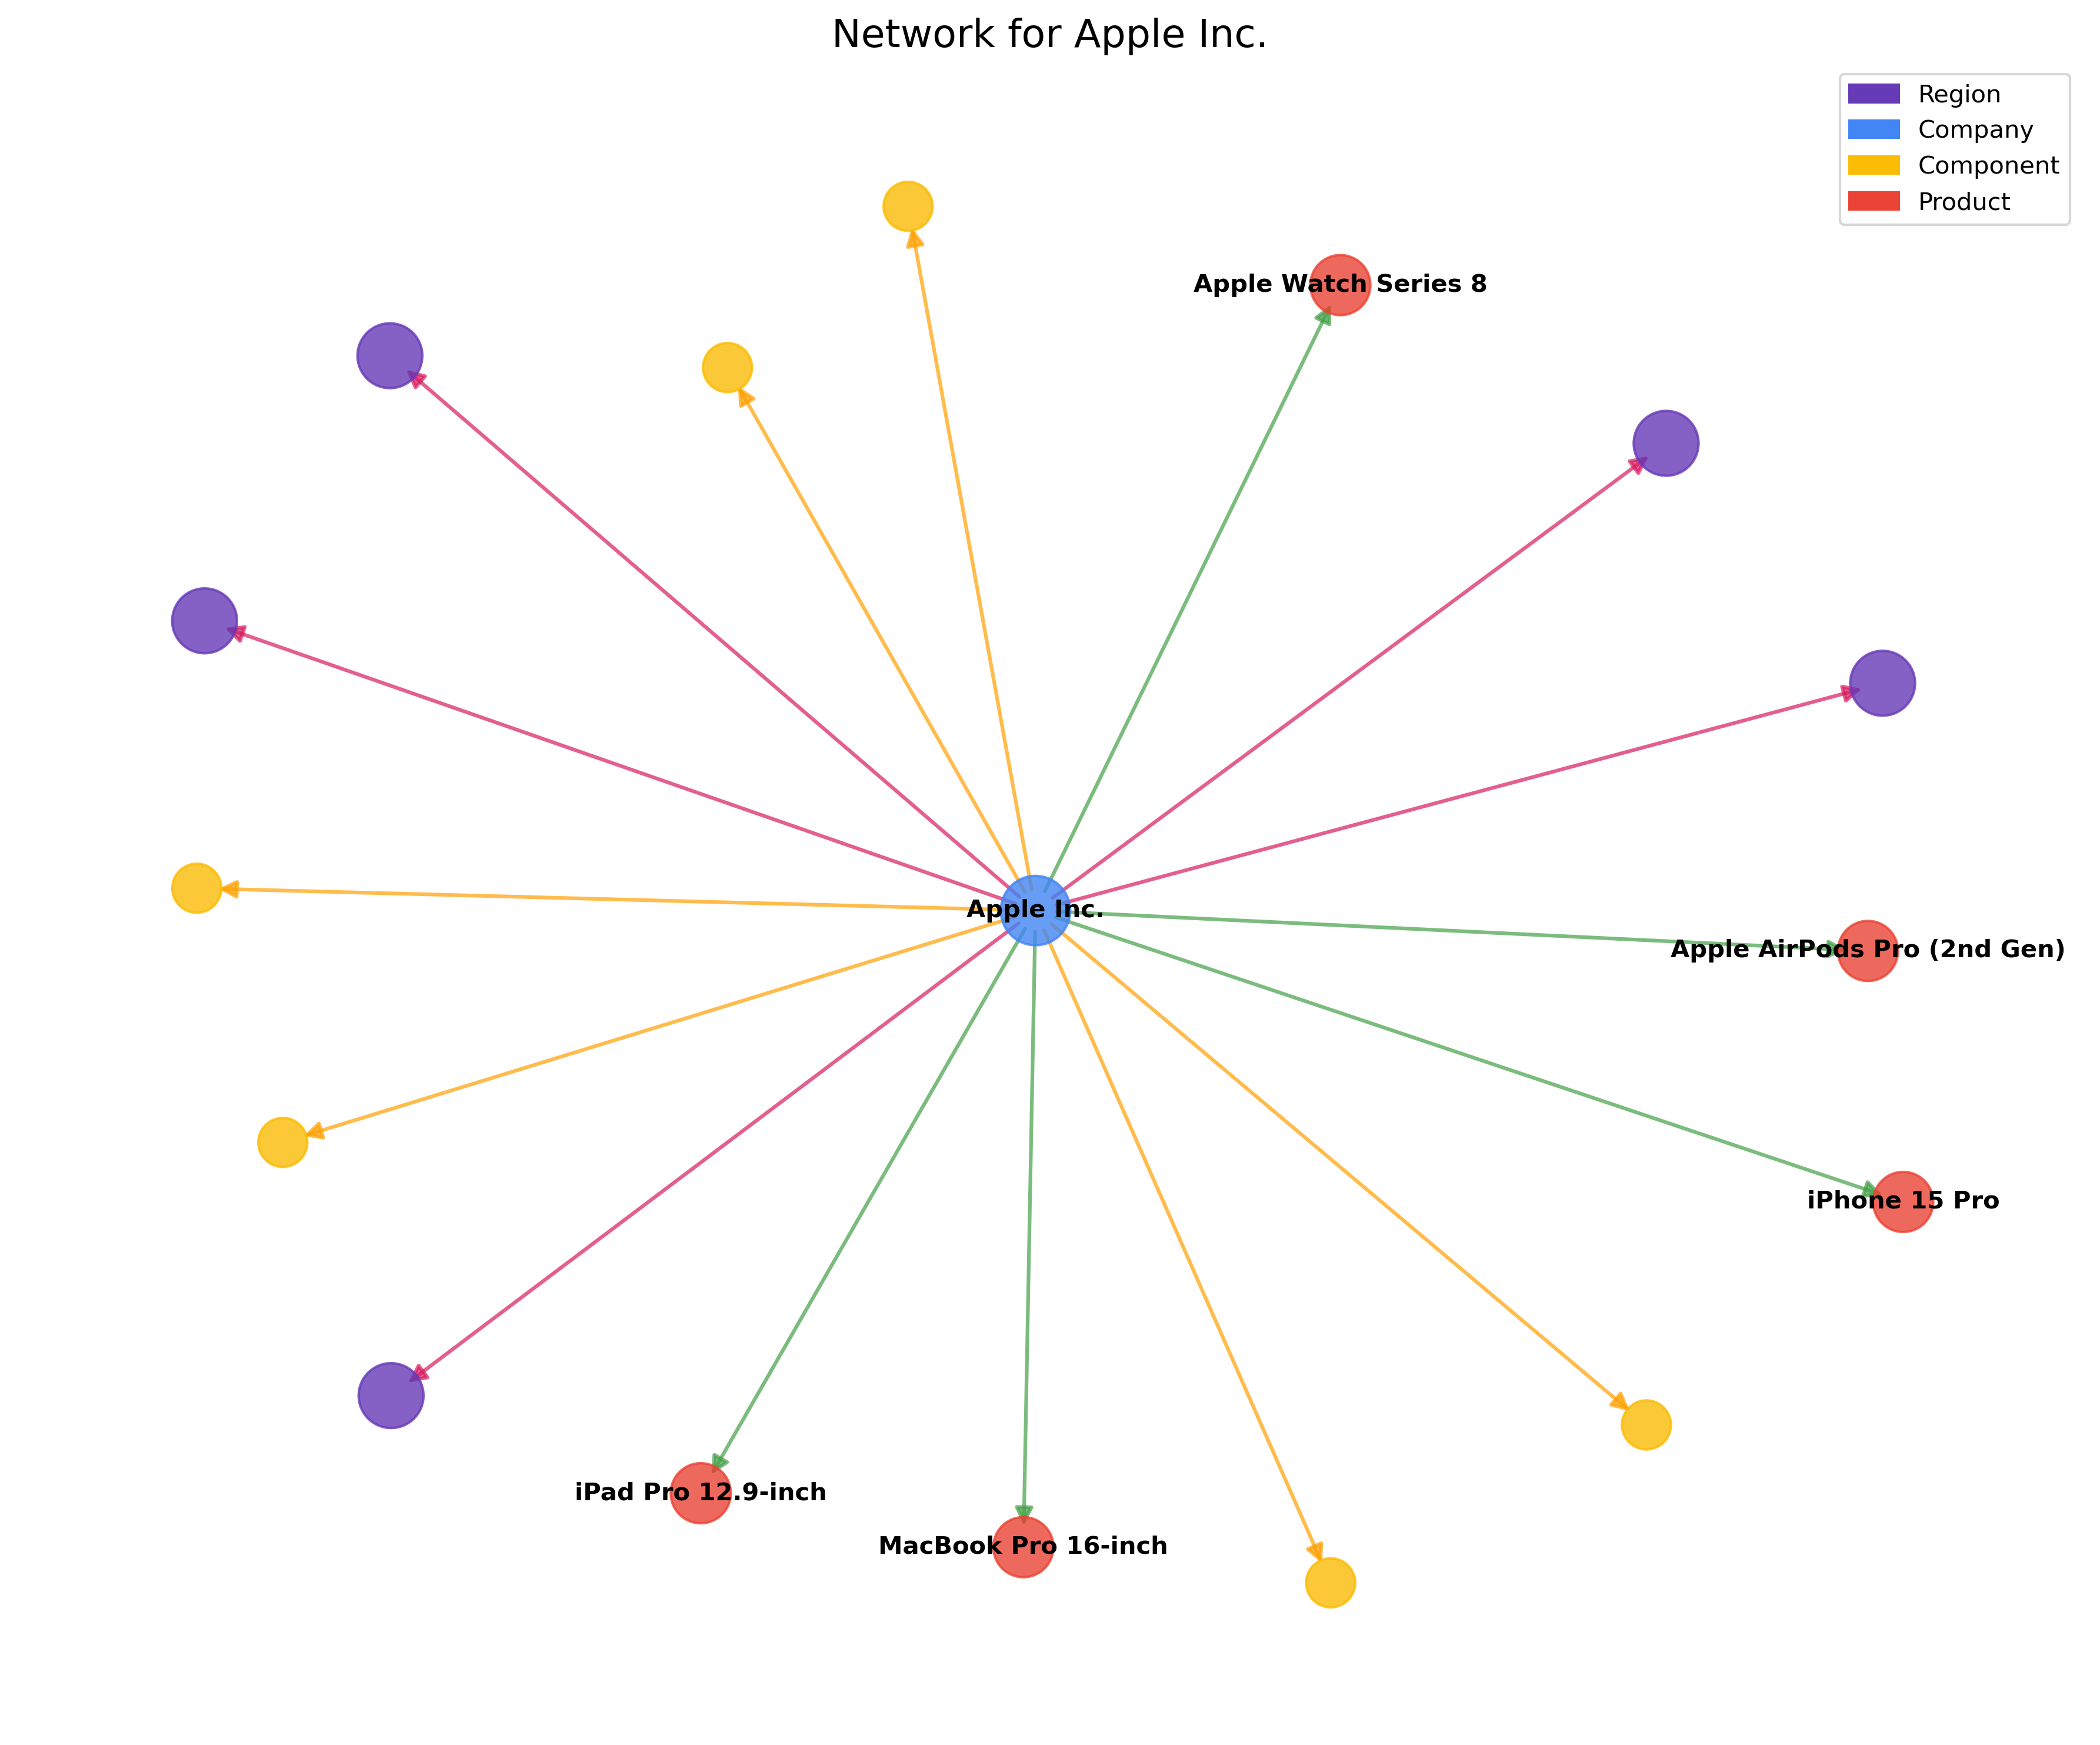 Network for Apple Inc.
Region
Company
Component
Product
Apple Watch Series 8
Apple Inc.
Apple AirPods Pro (2nd Gen)
iPhone 15 Pro
iPad Pro 12.9-inch
MacBook Pro 16-inch